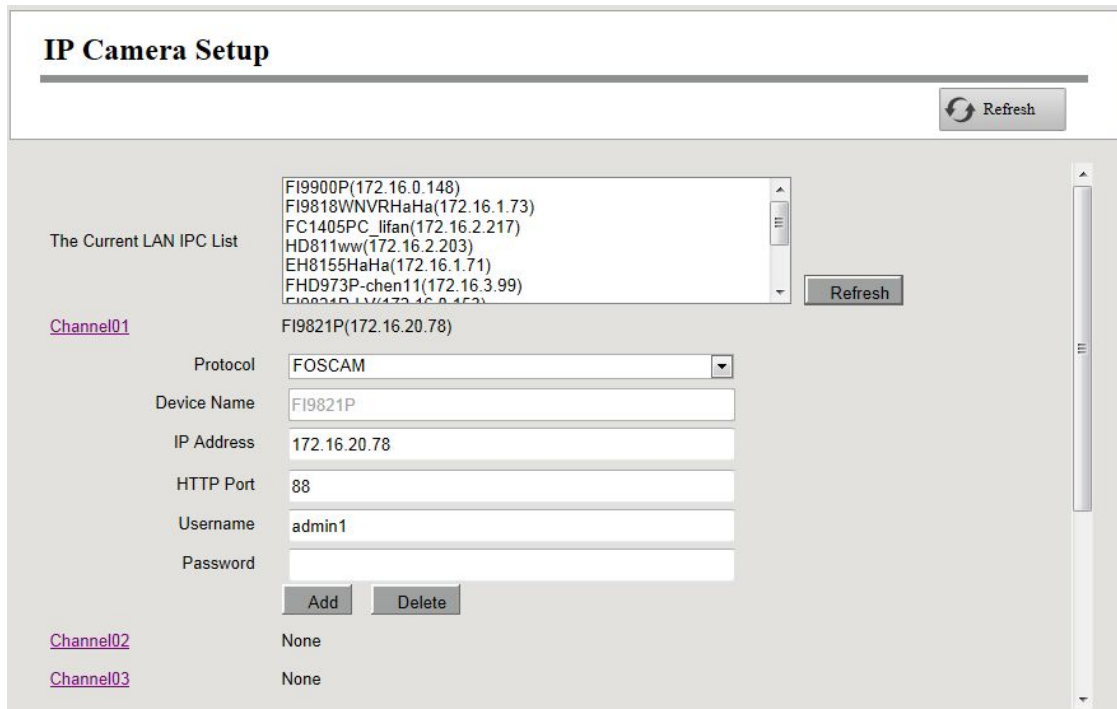 IP Camera Setup
Refresh
FI9900P(172.16.0.148)
FI9818WNVRHaHa(172.16.1.73)
FC1405PC_lifan(172.16.2.217)
The Current LAN IPC List
HD811ww(172.16.2.203)
EH8155HaHa(172.16.1.71)
FHD973P-chen11(172.16.3.99)
Refresh
Channel01 FI9821P(172.16.20.78)
Protocol FOSCAM
Device Name FI9821P
IP Address 172.16.20.78
HTTP Port 88
Username admin1
Password
Add Delete
Channel02 None
Channel03 None